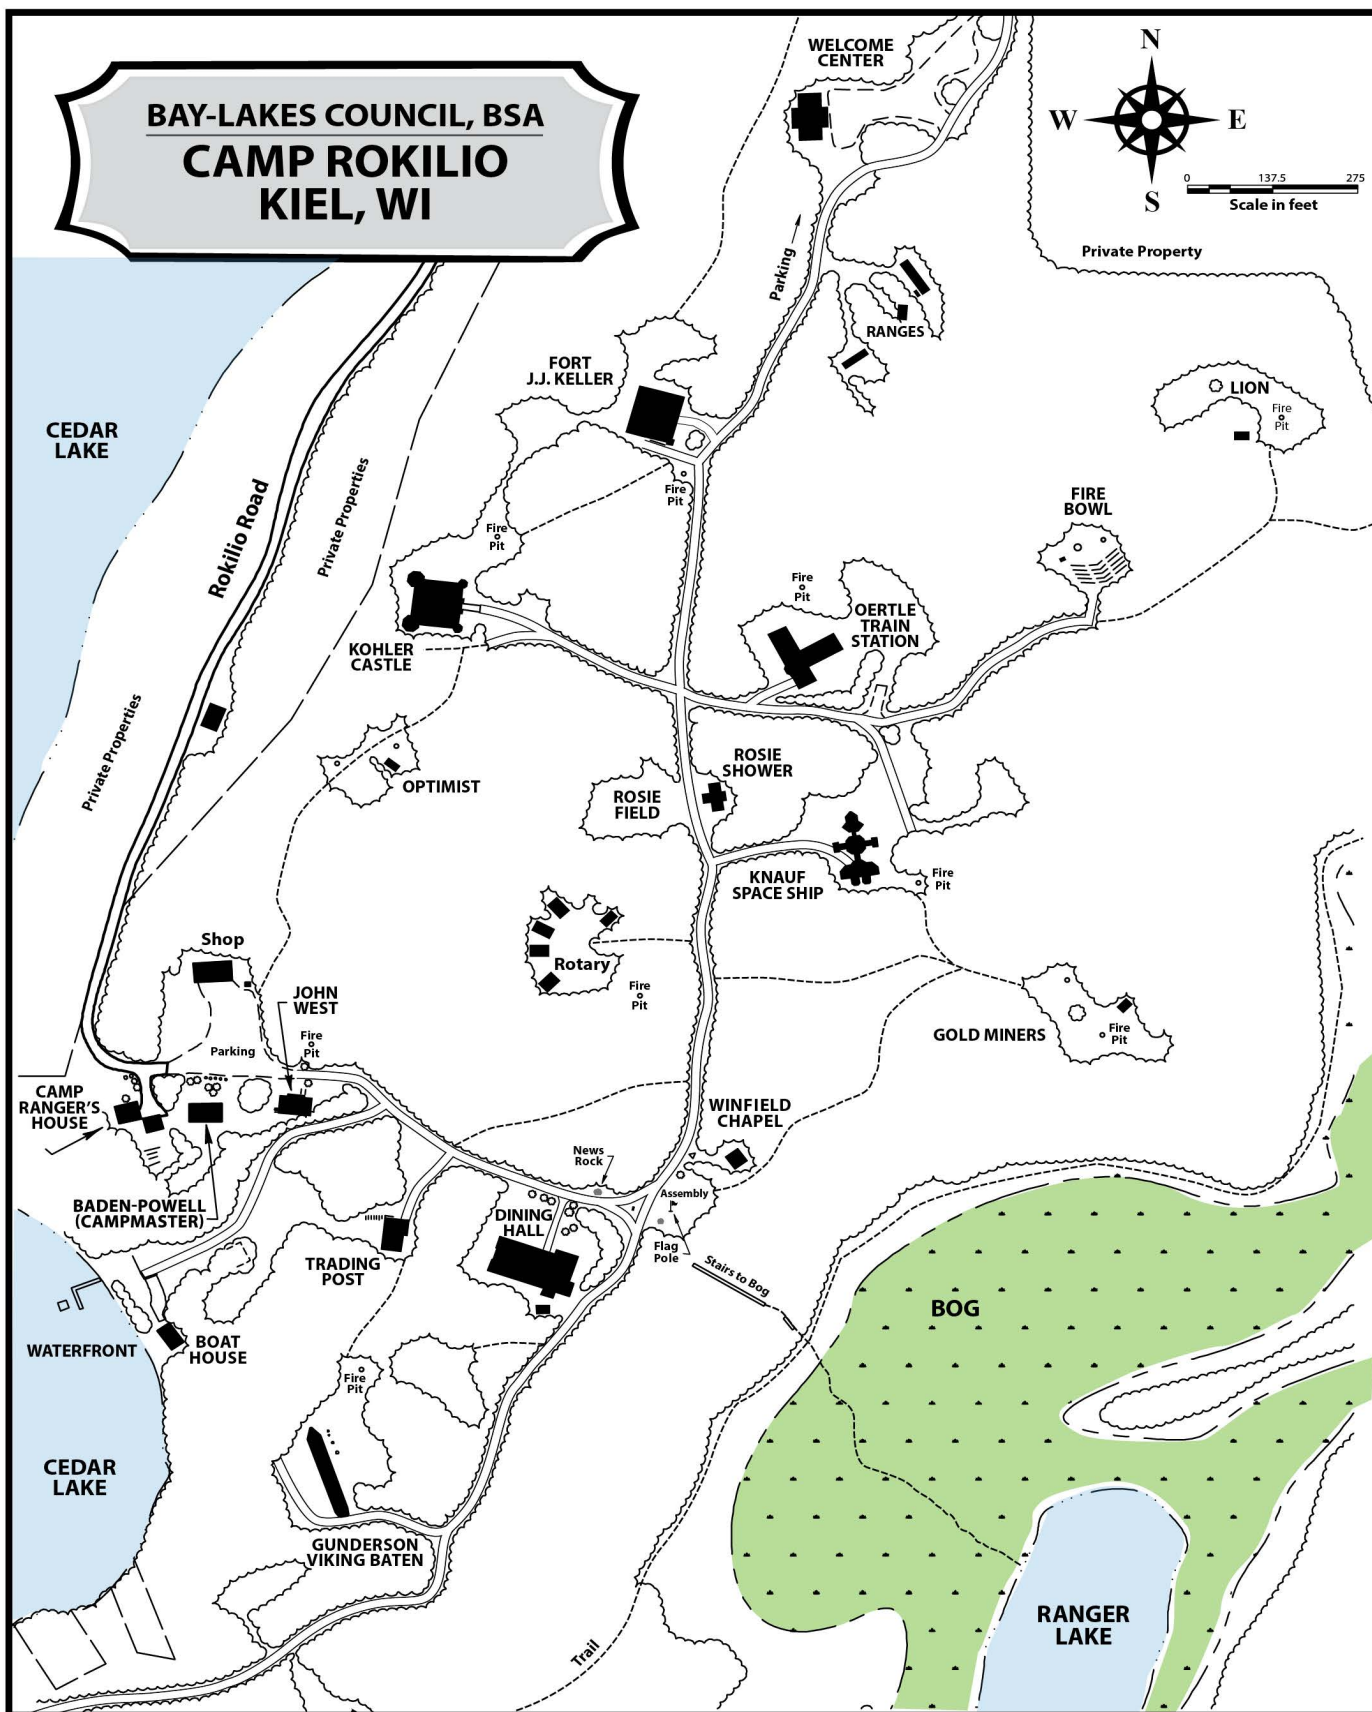 BAY-LAKES COUNCIL, BSA
CAMP ROKILIO
KIEL, WI
WELCOME
CENTER
N
W
E
S
0 137.5 275
Scale in feet
Private Property
Parking
RANGES
FORT
J.J. KELLER
LION
Fire
Pit
CEDAR
LAKE
Rokilio Road
Private Properties
Fire
Pit
FIRE
BOWL
Fire
Pit
Fire
Pit
OERTLE
TRAIN
STATION
KOHLER
CASTLE
Private Properties
OPTIMIST
ROSIE
SHOWER
ROSIE
FIELD
KNAUF
SPACE SHIP
Fire
Pit
Shop
Rotary
JOHN
WEST
Fire
Pit
GOLD MINERS
Fire
Pit
Fire
Pit
Parking
CAMP
RANGER'S
HOUSE
WINFIELD
CHAPEL
News
Rock
Assembly
BADEN-POWELL
(CAMPMASTER)
DINING
HALL
TRADING
POST
Flag
Pole
Stairs to Bog
BOG
WATERFRONT
BOAT
HOUSE
Fire
Pit
CEDAR
LAKE
GUNDERSON
VIKING BATEN
RANGER
LAKE
Trail